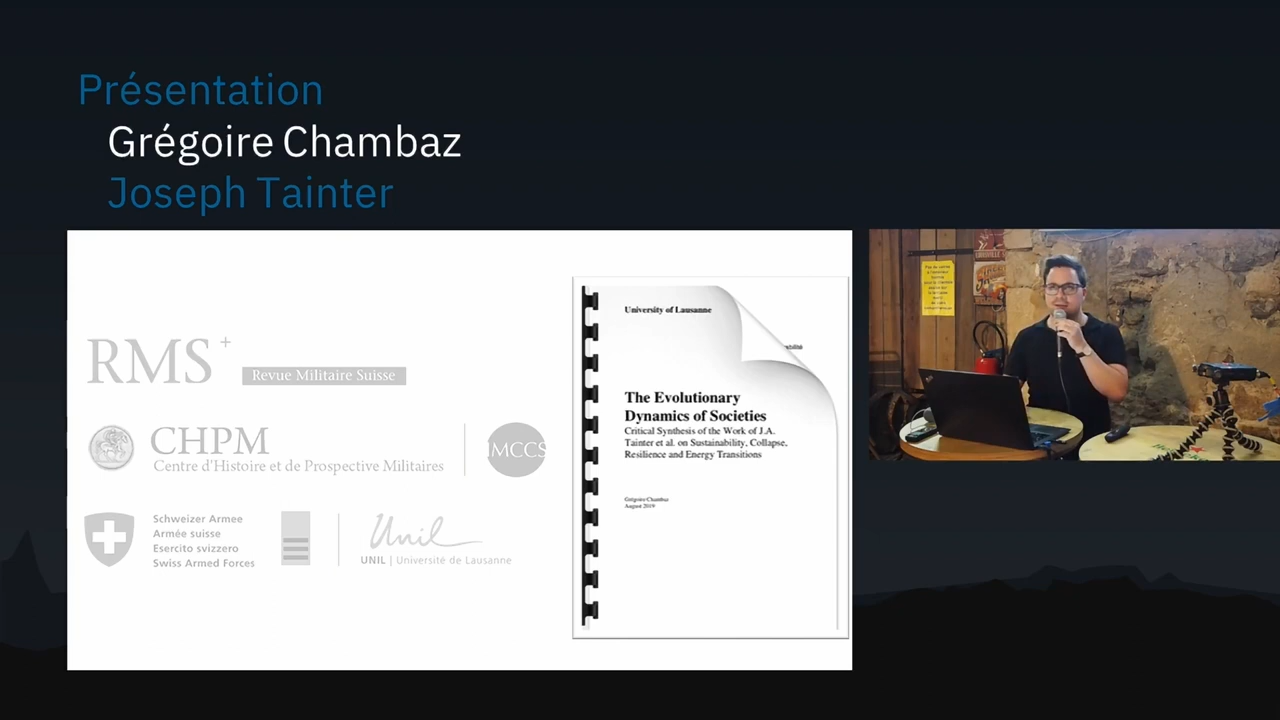 Présentation
Grégoire Chambaz
Joseph Tainter
RMS+
Revue Militaire Suisse
CHPM
Centre d'Histoire et de Prospective Militaires
MCCS
Schweizer Armee
Armée suisse
Esercito svizzero
Swiss Armed Forces
Unil
UNIL | Université de Lausanne
University of Lausanne
The Evolutionary
Dynamics of Societies
Critical Synthesis of the Work of J.A.
Tainter et al. on Sustainability, Collapse,
Resilience and Energy Transitions
Grégoire Chambaz
August 2019